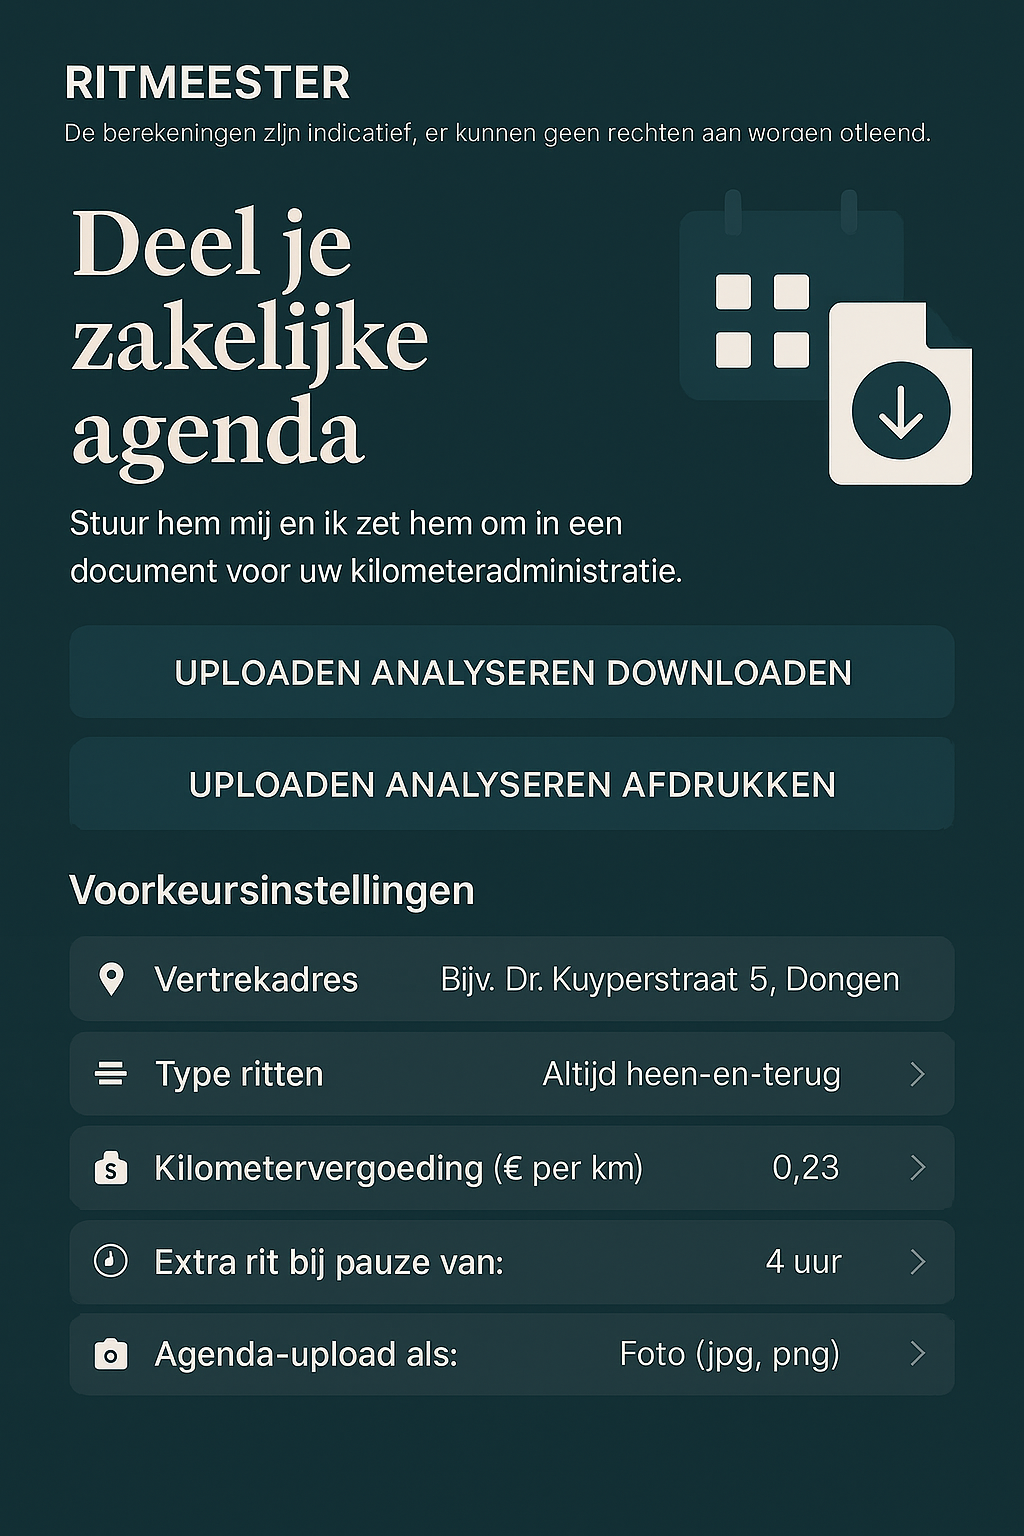 RITMEESTER
De berekeningen zljn indicatief, er kunnen geen rechten aan woraen otleend.
Deel je
zakelijke
agenda
Stuur hem mij en ik zet hem om in een
document voor uw kilometeradministratie.
UPLOADEN ANALYSEREN DOWNLOADEN
UPLOADEN ANALYSEREN AFDRUKKEN
Voorkeursinstellingen
Vertrekadres Bijv. Dr. Kuyperstraat 5, Dongen
Type ritten Altijd heen-en-terug
S Kilometervergoeding (€ per km) 0,23
Extra rit bij pauze van: 4 uur
Agenda-upload als: Foto (jpg, png)